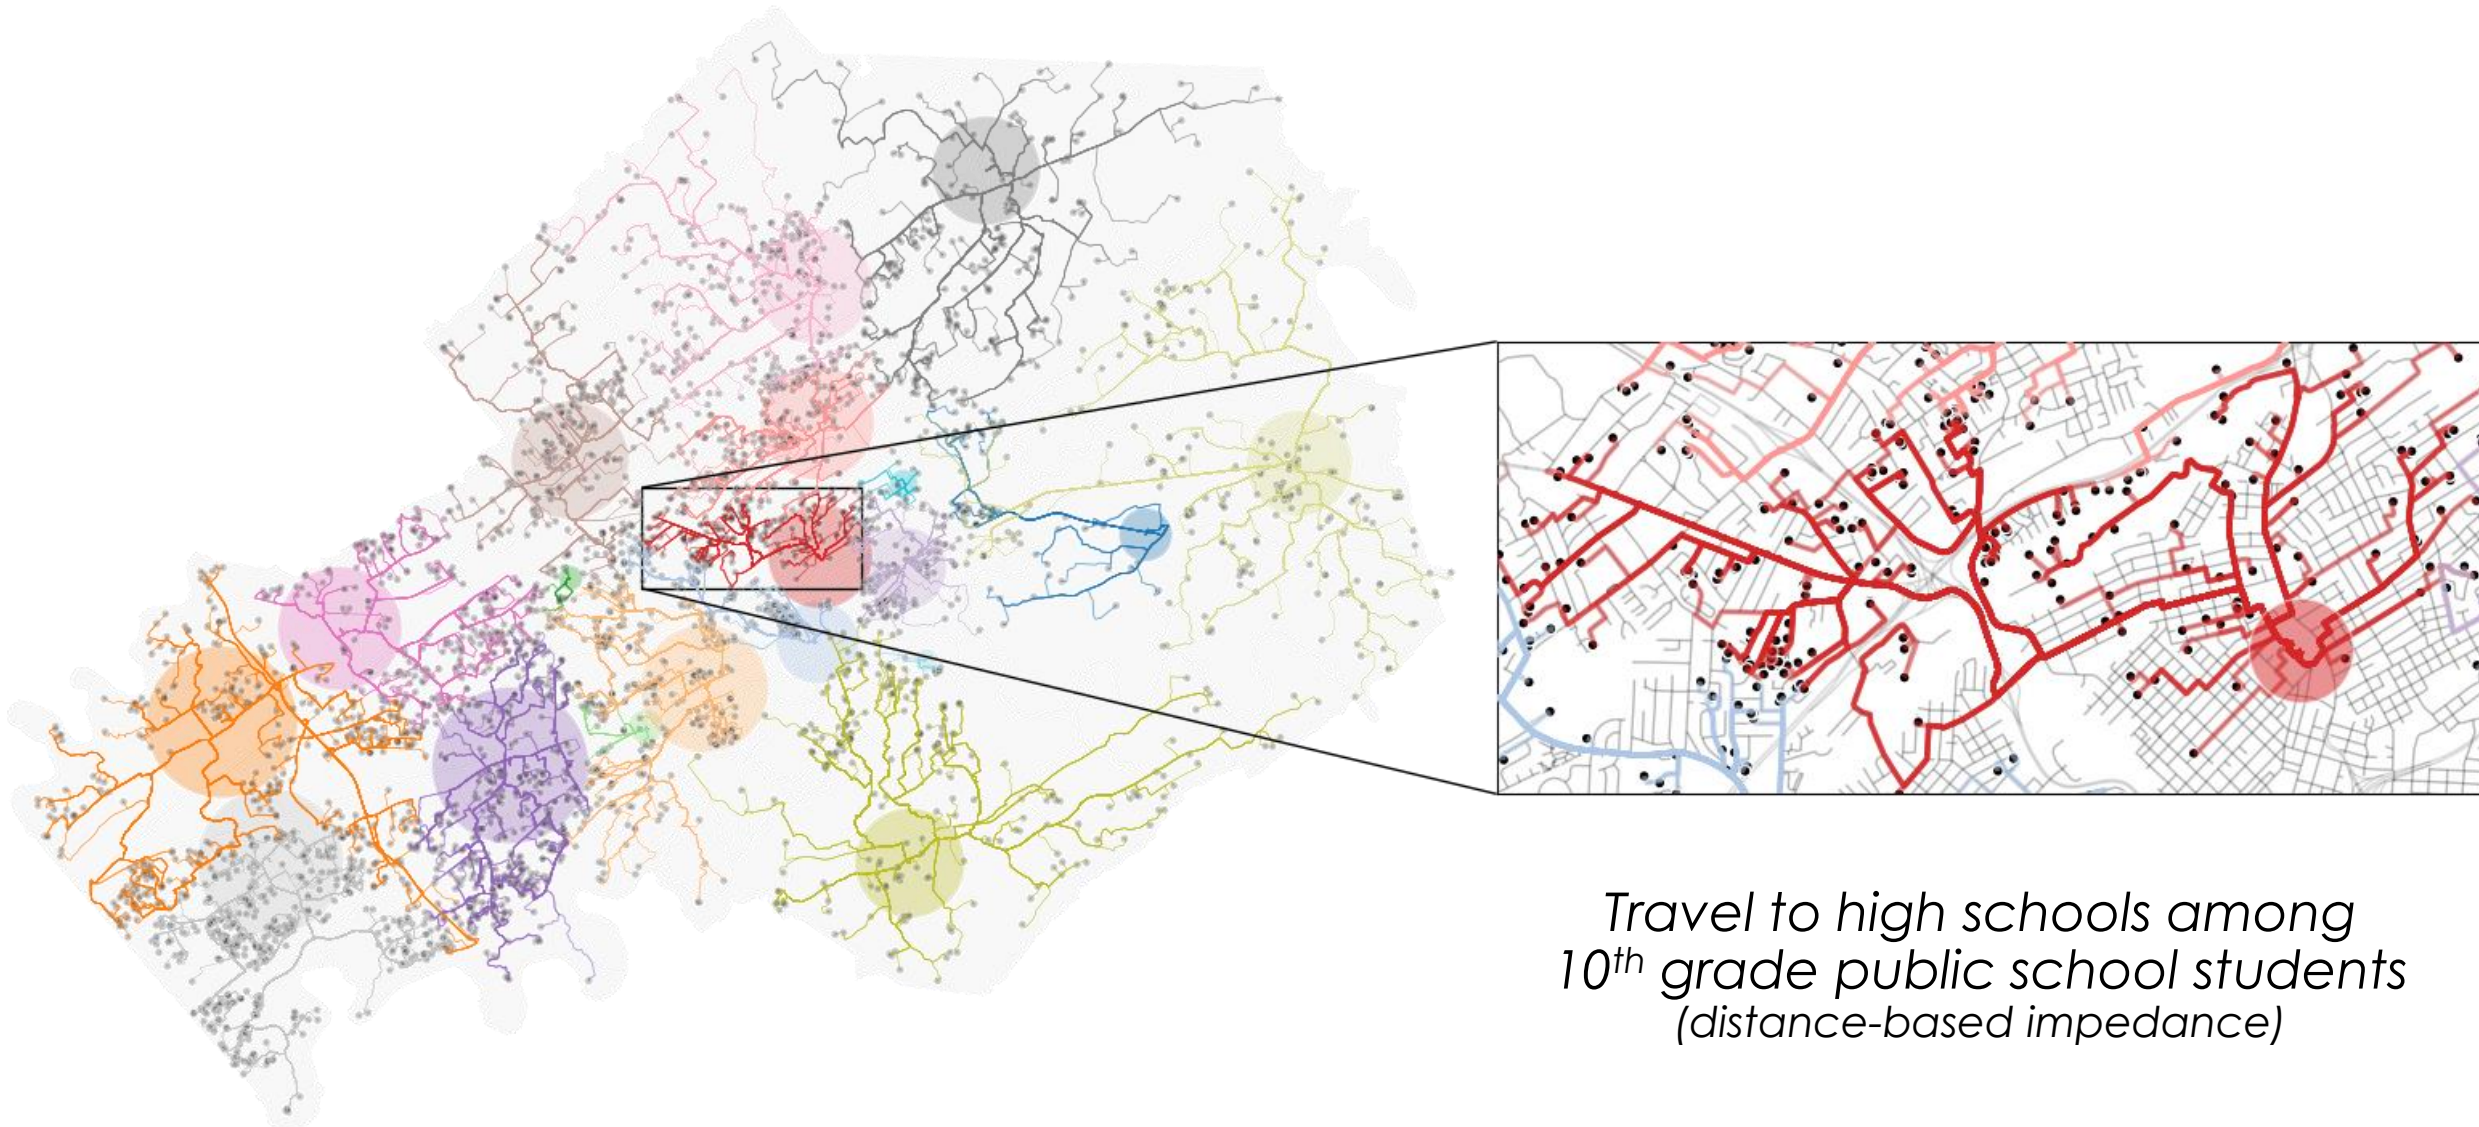 Travel to high schools among
10th grade public school students
(distance-based impedance)